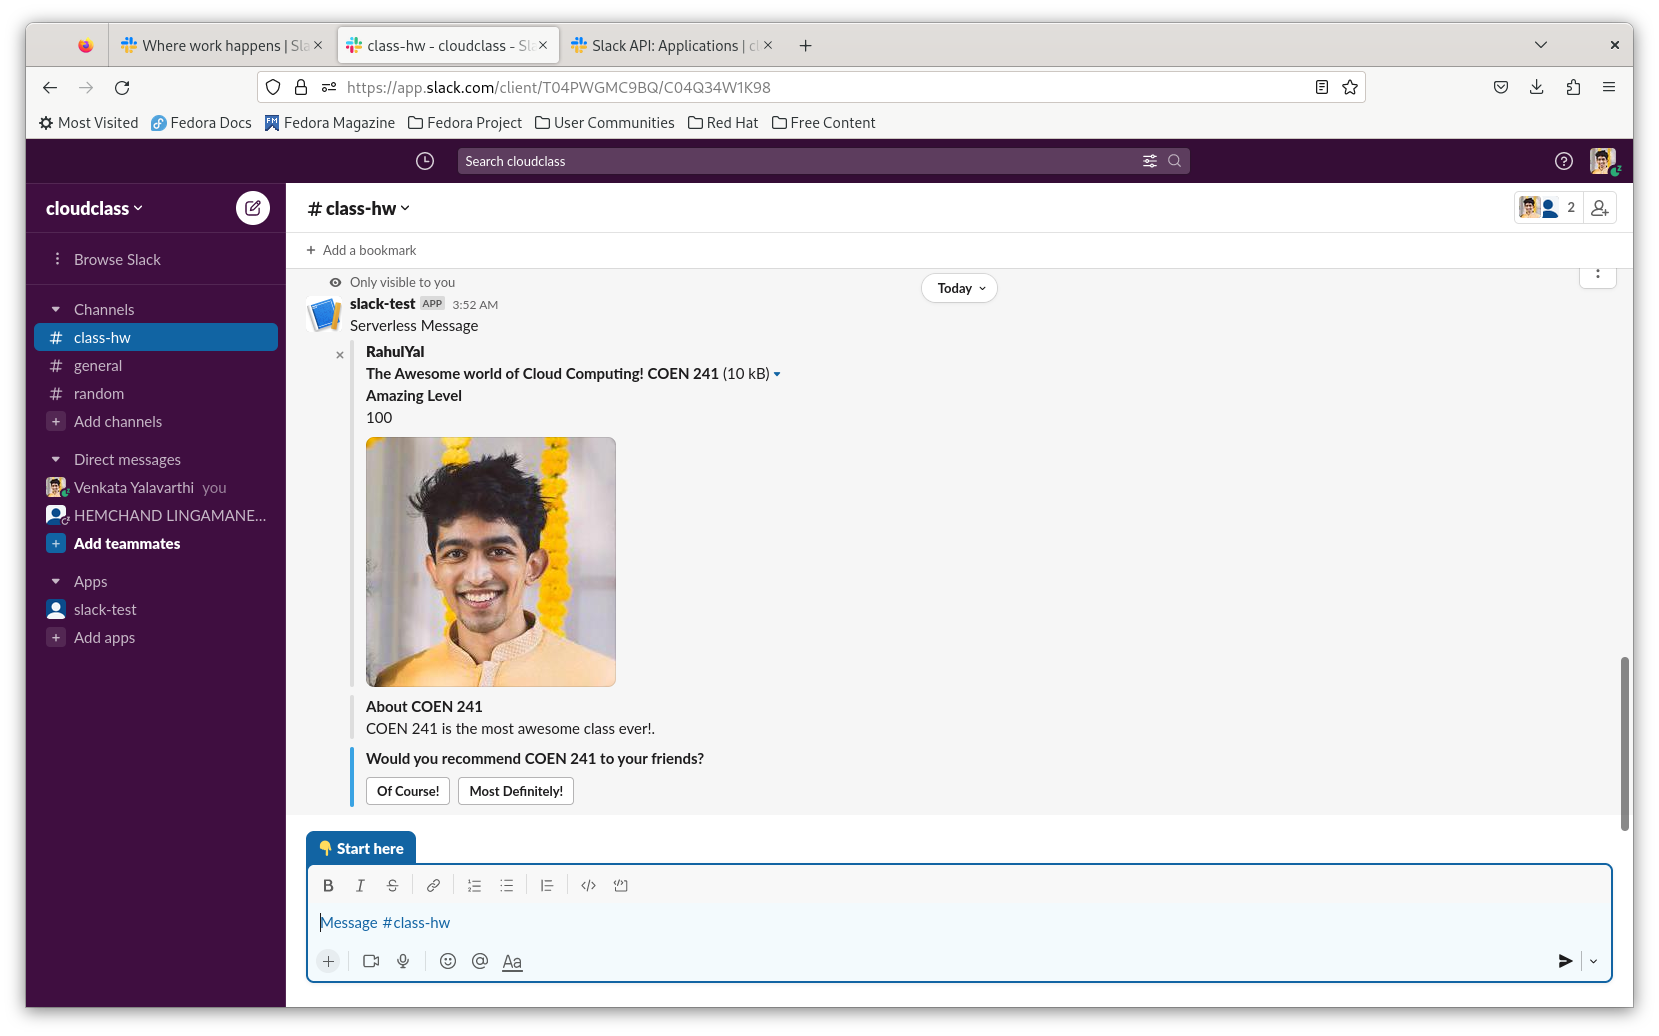 Where work happens | Sla
class-hw - cloudclass - Sl
Slack API: Applications | cl
https://app.slack.com/client/T04PWGMC9BQ/C04Q34W1K98
Most Visited
Fedora Docs
Fedora Magazine
Fedora Project
User Communities
Red Hat
Free Content
Search cloudclass
cloudclass
Browse Slack
Channels
# class-hw
# general
# random
+ Add channels
Direct messages
Venkata Yalavarthi you
HEMCHAND LINGAMANE...
+ Add teammates
Apps
slack-test
+ Add apps
# class-hw
2
+ Add a bookmark
Only visible to you
Today
slack-test APP 3:52 AM
Serverless Message
RahulYal
The Awesome world of Cloud Computing! COEN 241 (10 kB)
Amazing Level
100
About COEN 241
COEN 241 is the most awesome class ever!.
Would you recommend COEN 241 to your friends?
Of Course!
Most Definitely!
Start here
Message #class-hw
Aa